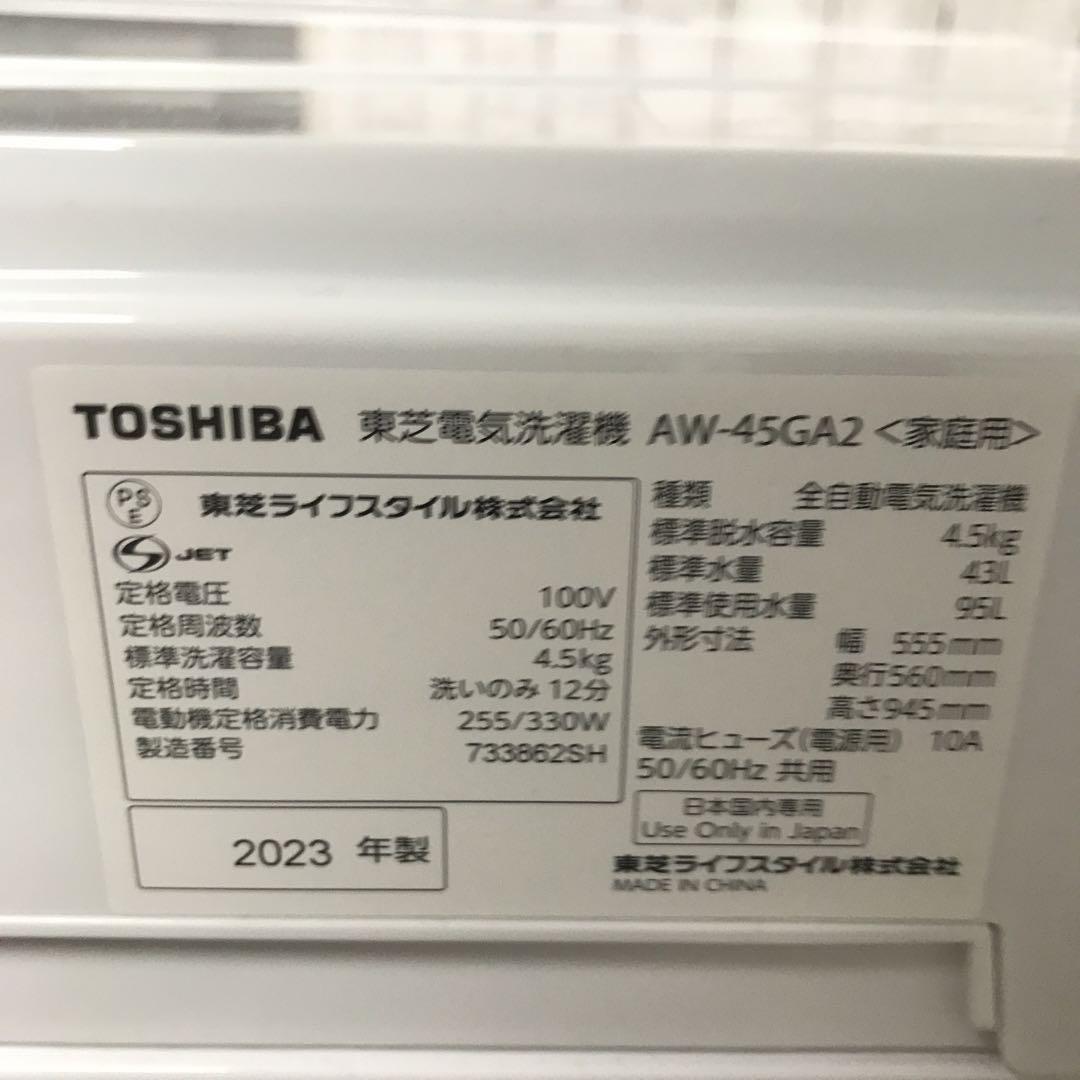 TOSHIBA 東芝電気洗濯機 AW-45GA2 <家庭用>
PSE 東芝ライフスタイル株式会社
S JET
定格電圧 100V
定格周波数 50/60Hz
標準洗濯容量 4.5kg
定格時間 洗いのみ 12分
電動機定格消費電力 255/330W
製造番号 733862SH
2023 年製
種類 全自動電気洗濯機
標準脱水容量 4.5kg
標準水量 43L
標準使用水量 95L
外形寸法 幅 555mm
奥行560mm
高さ945mm
電流ヒューズ(電源用) 10A
50/60Hz 共用
日本国内専用
Use Only in Japan
東芝ライフスタイル株式会社
MADE IN CHINA